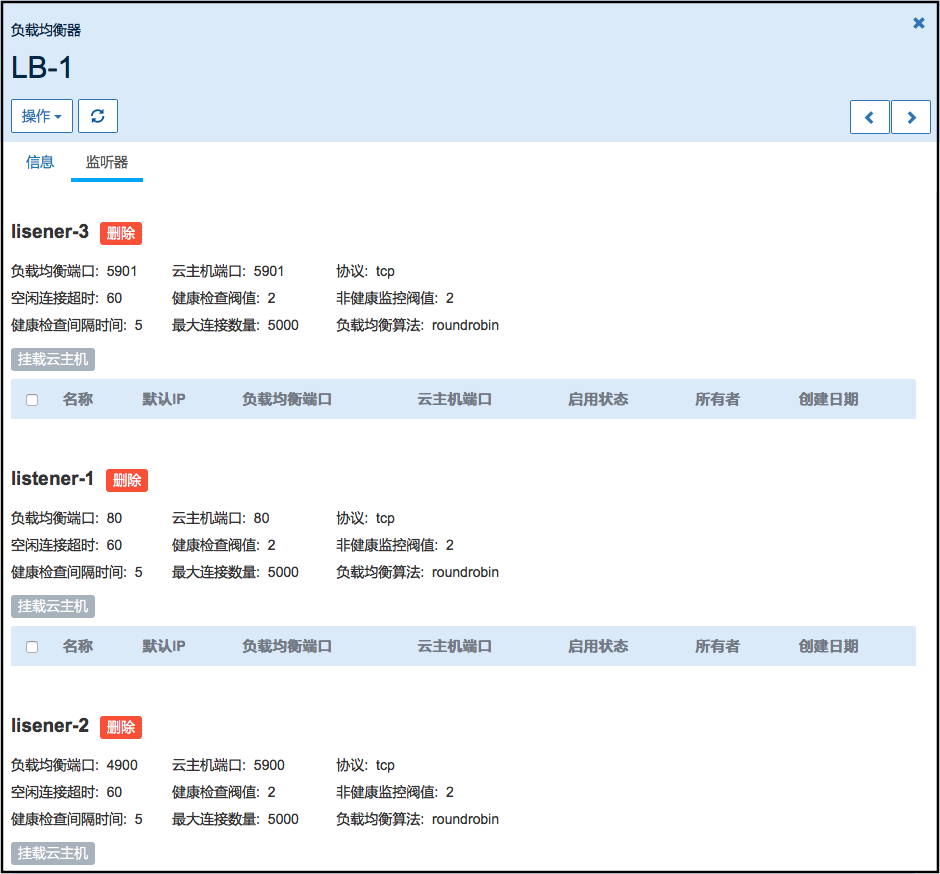 负载均衡器
LB-1
操作
信息 监听器
lisener-3 删除
负载均衡端口: 5901 云主机端口: 5901 协议: tcp
空闲连接超时: 60 健康检查阀值: 2 非健康监控阀值: 2
健康检查间隔时间: 5 最大连接数量: 5000 负载均衡算法: roundrobin
挂载云主机
名称 默认IP 负载均衡端口 云主机端口 启用状态 所有者 创建日期
listener-1 删除
负载均衡端口: 80 云主机端口: 80 协议: tcp
空闲连接超时: 60 健康检查阀值: 2 非健康监控阀值: 2
健康检查间隔时间: 5 最大连接数量: 5000 负载均衡算法: roundrobin
挂载云主机
名称 默认IP 负载均衡端口 云主机端口 启用状态 所有者 创建日期
lisener-2 删除
负载均衡端口: 4900 云主机端口: 5900 协议: tcp
空闲连接超时: 60 健康检查阀值: 2 非健康监控阀值: 2
健康检查间隔时间: 5 最大连接数量: 5000 负载均衡算法: roundrobin
挂载云主机